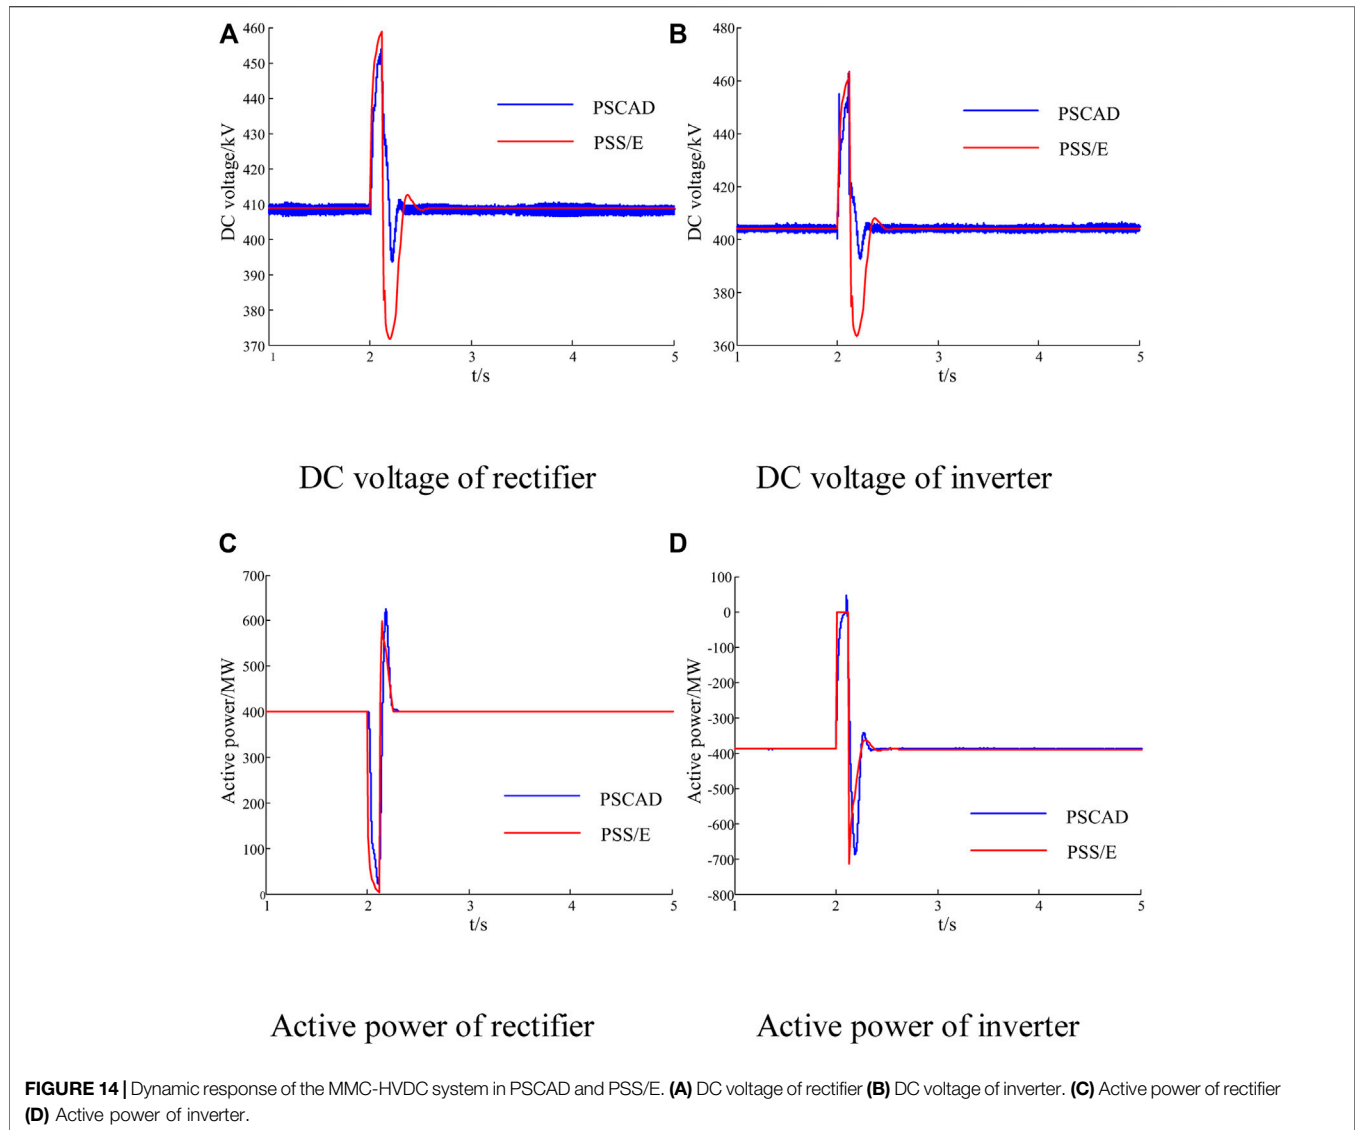 A
460
450
440
430
420
410
400
390
380
370
DC voltage/kV
PSCAD
PSS/E
1 2 3 4 5
t/s
DC voltage of rectifier
B
480
460
440
420
400
380
360
DC voltage/kV
PSCAD
PSS/E
1 2 3 4 5
t/s
DC voltage of inverter
C
700
600
500
400
300
200
100
0
Active power/MW
PSCAD
PSS/E
1 2 3 4 5
t/s
Active power of rectifier
D
100
0
-100
-200
-300
-400
-500
-600
-700
-800
Active power/MW
PSCAD
PSS/E
1 2 3 4 5
t/s
Active power of inverter
FIGURE 14 | Dynamic response of the MMC-HVDC system in PSCAD and PSS/E. (A) DC voltage of rectifier (B) DC voltage of inverter. (C) Active power of rectifier
(D) Active power of inverter.